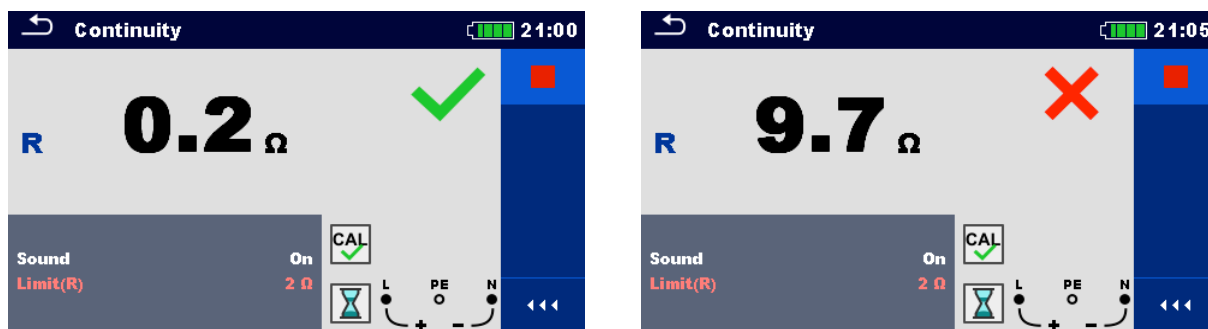 Continuity 21:00
R 0.2 Ω
Sound On
Limit(R) 2 Ω
CAL
L PE N
+ -
Continuity 21:05
R 9.7 Ω
Sound On
Limit(R) 2 Ω
CAL
L PE N
+ -